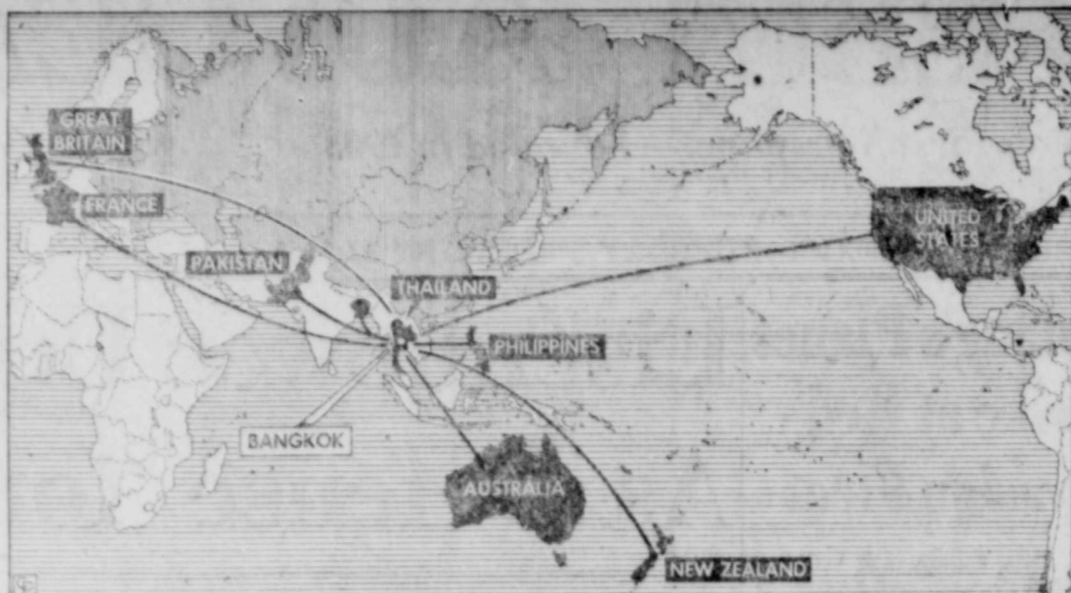 GREAT
BRITAIN
FRANCE
PAKISTAN
THAILAND
UNITED
STATES
PHILIPPINES
BANGKOK
AUSTRALIA
NEW ZEALAND